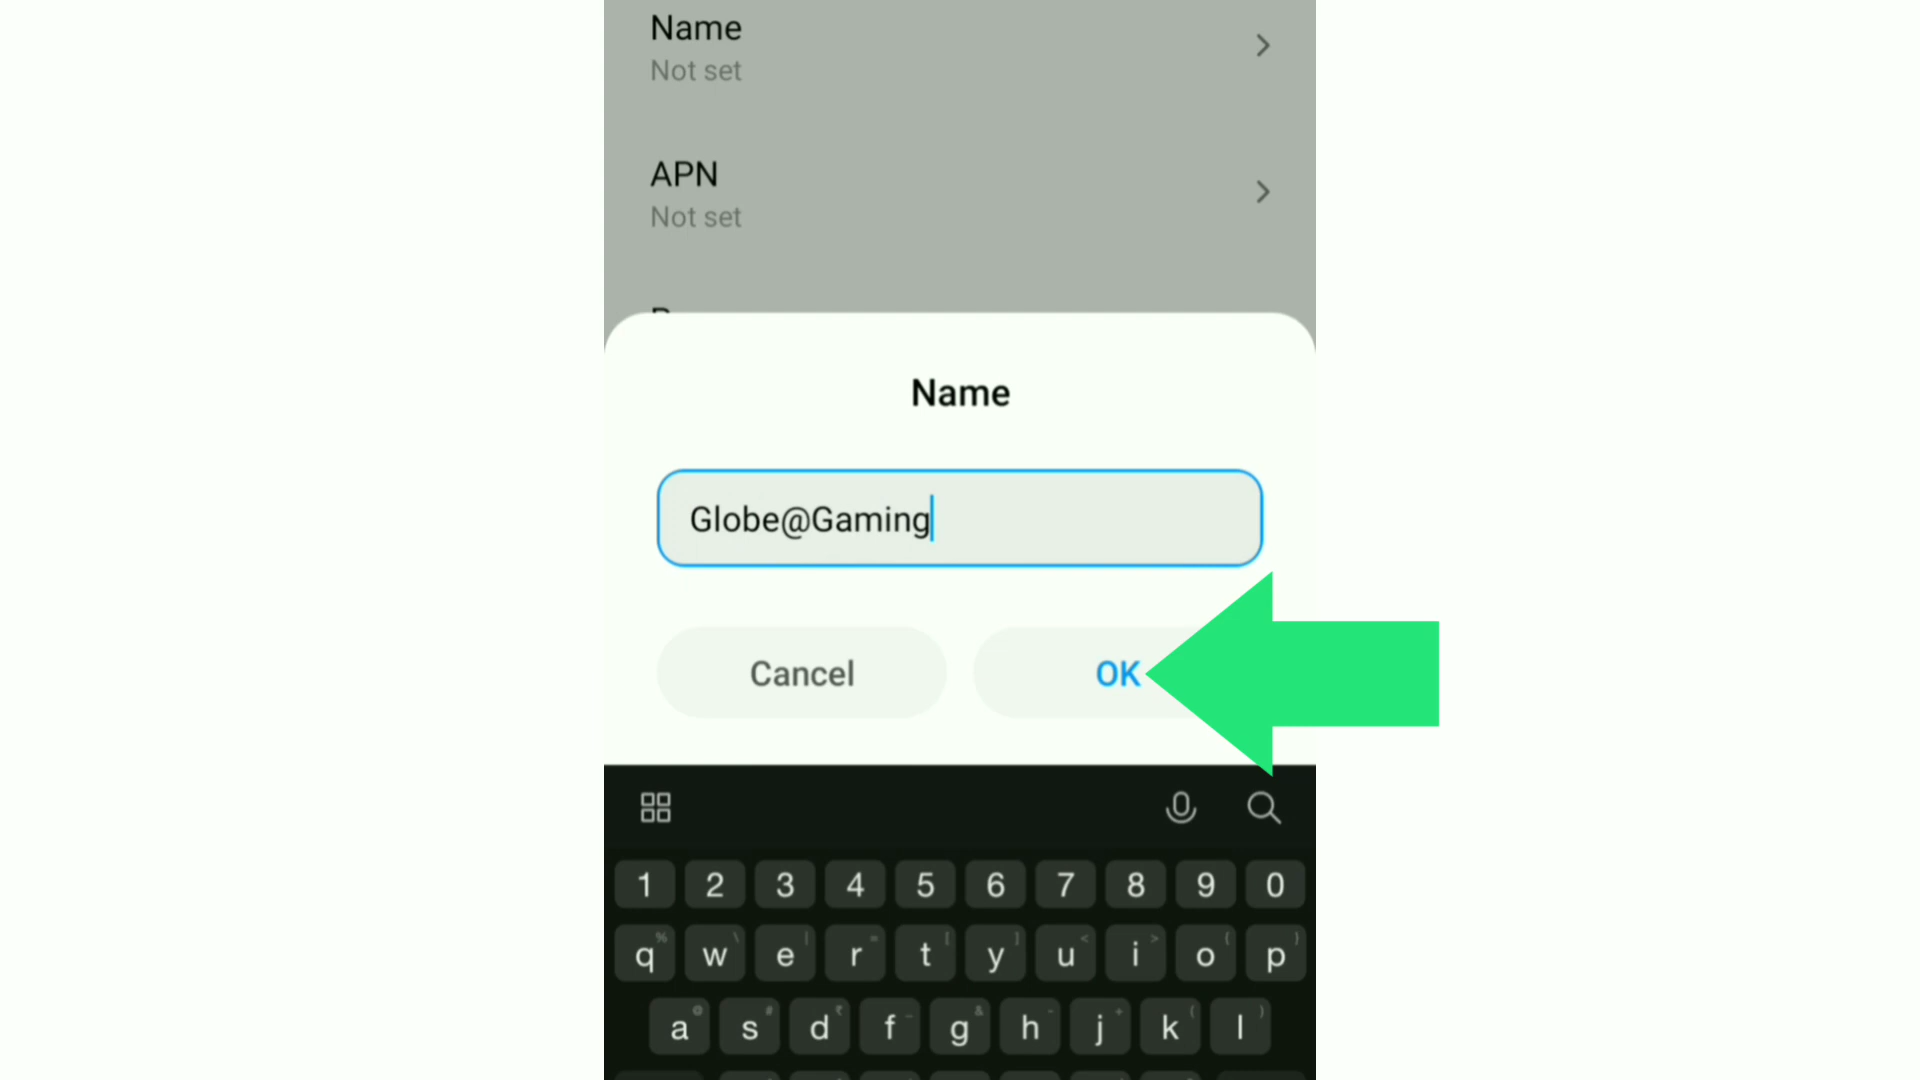 Name
Not set
APN
Not set
Name
Globe@Gaming
Cancel OK
1 2 3 4 5 6 7 8 9 0
q w e r t y u i o p
a s d f g h j k l